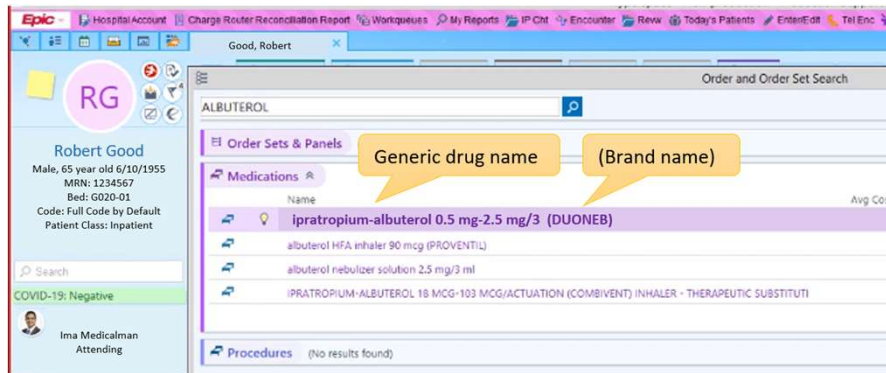 Epic
Hospital Account
Charge Router Reconciliation Report
Workqueues
My Reports
IP Cht
Encounter
Revw
Today's Patients
Enter/Edit
Tel Enc
Good, Robert
×
RG
4
Order and Order Set Search
ALBUTEROL
Order Sets & Panels
Generic drug name
(Brand name)
Robert Good
Male, 65 year old 6/10/1955
MRN: 1234567
Bed: G020-01
Code: Full Code by Default
Patient Class: Inpatient
Search
COVID-19: Negative
Ima Medicalman
Attending
Medications
Name
Avg Cos
ipratropium-albuterol 0.5 mg-2.5 mg/3 (DUONEB)
albuterol HFA inhaler 90 mcg (PROVENTIL)
albuterol nebulizer solution 2.5 mg/3 ml
IPRATROPIUM-ALBUTEROL 18 MCG-103 MCG/ACTUATION (COMBIVENT) INHALER - THERAPEUTIC SUBSTITUTI
Procedures (No results found)